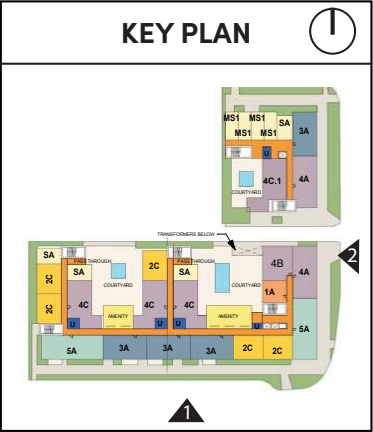 KEY PLAN
MS1 MS1
SA
MS1 MS1
3A
U
4C.1
4A
COURTYARD
TRANSFORMERS BELOW
2
SA
PASS THROUGH
PASS THROUGH
SA
2C
SA
4B
4A
2C
COURTYARD
COURTYARD
1A
2C
4C
4C
4C
AMENITY
AMENITY
U
U
U
U
5A
5A
3A
3A
3A
2C
2C
1